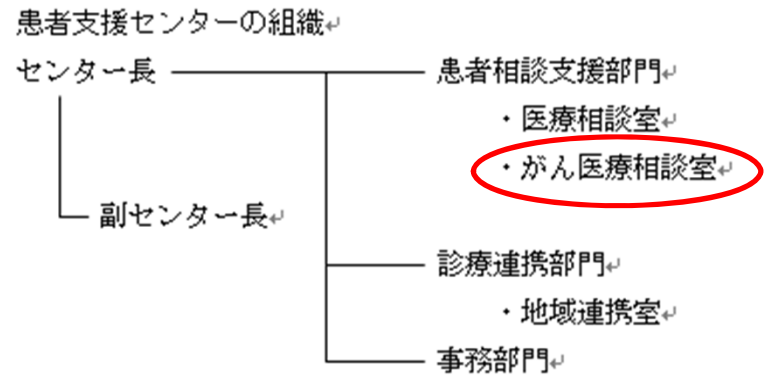 患者支援センターの組織
センター長 患者相談支援部門
・医療相談室
・がん医療相談室
副センター長
診療連携部門
・地域連携室
事務部門